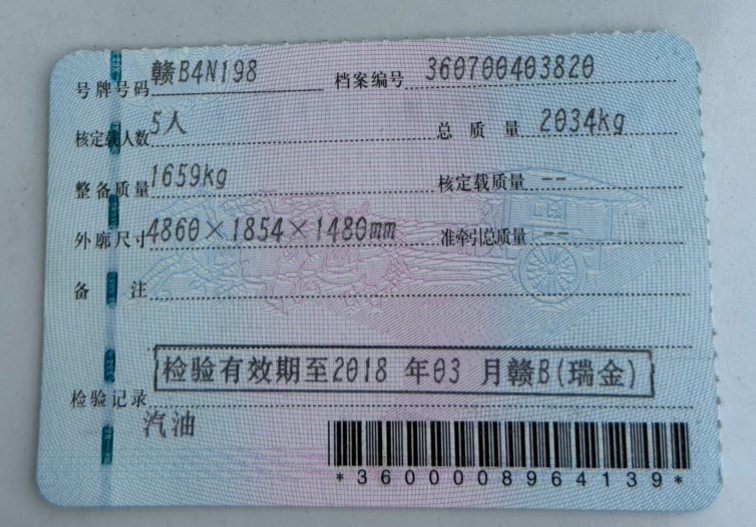 号牌号码 赣B4N198 档案编号 360700403820
核定载人数 5人 总质量 2034kg
整备质量 1659kg 核定载质量 --
外廓尺寸 4860×1854×1480mm 准牵引总质量 --
备注
检验有效期至2018 年03 月赣B(瑞金)
检验记录
汽油
*3600008964139*